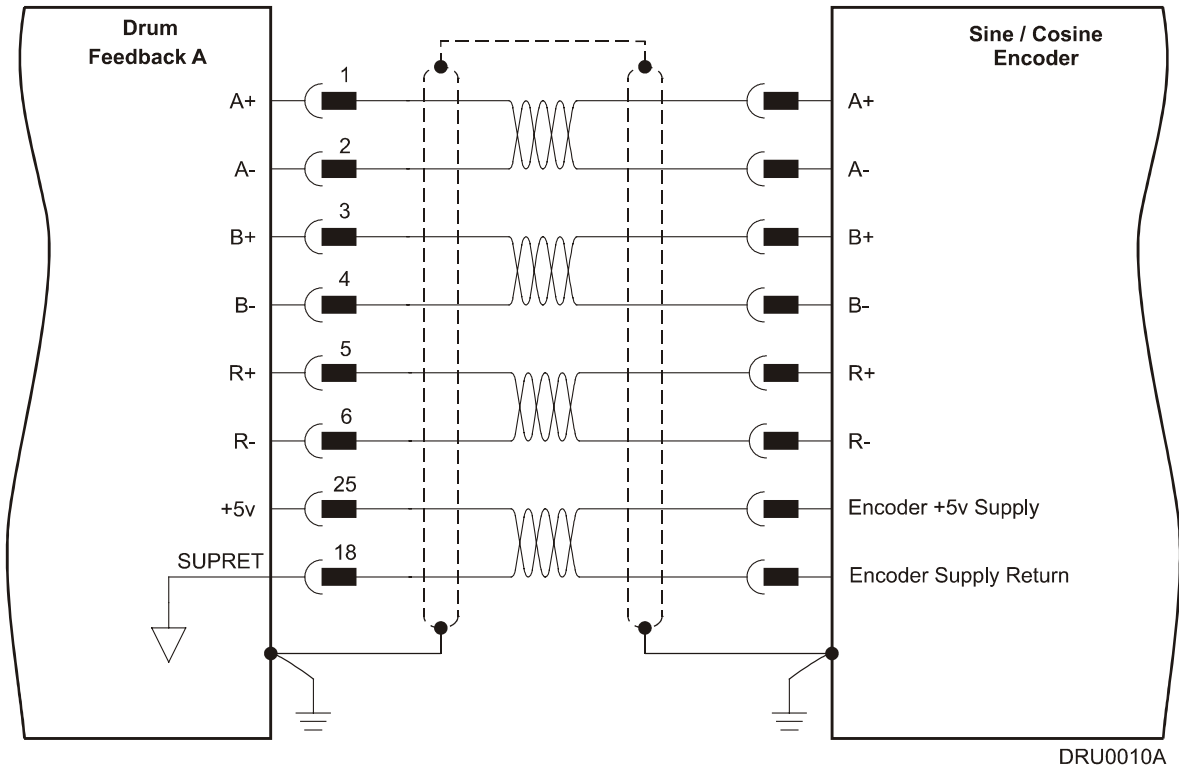 Drum
Feedback A
Sine / Cosine
Encoder
A+ 1 A+
A- 2 A-
B+ 3 B+
B- 4 B-
R+ 5 R+
R- 6 R-
+5v 25 Encoder +5v Supply
SUPRET 18 Encoder Supply Return
DRU0010A